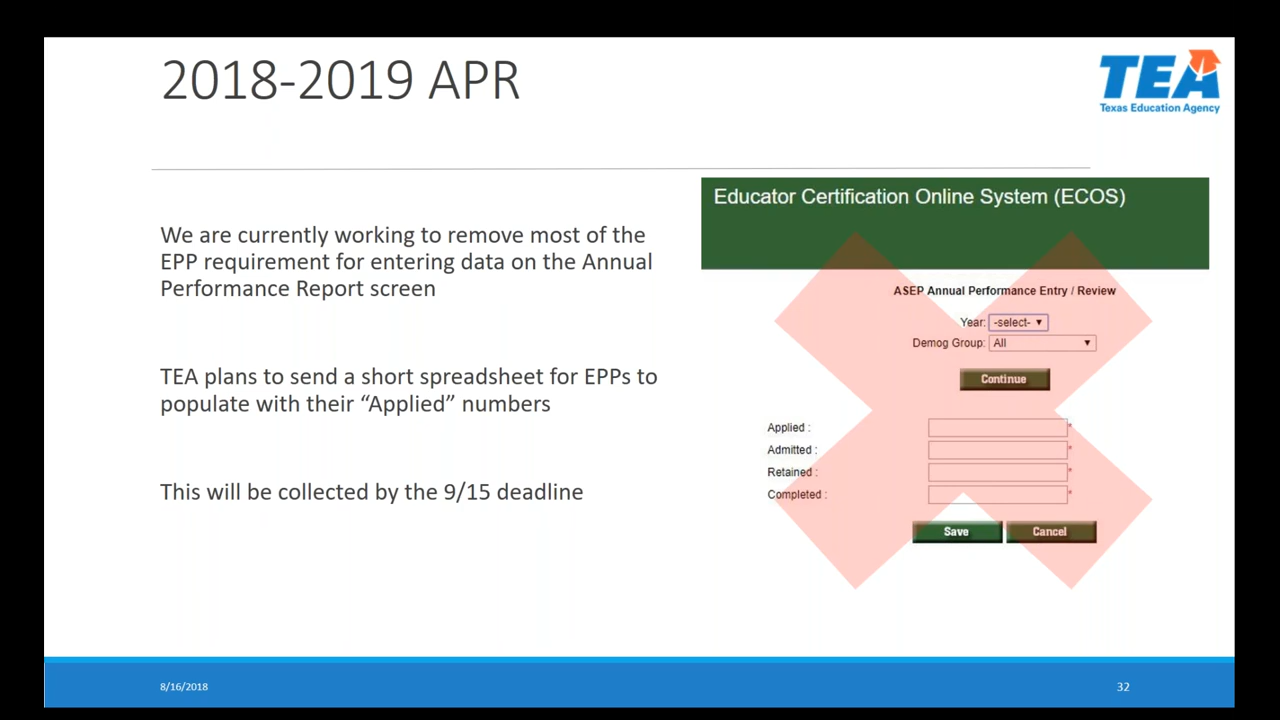 2018-2019 APR
TEA
Texas Education Agency
We are currently working to remove most of the
EPP requirement for entering data on the Annual
Performance Report screen
TEA plans to send a short spreadsheet for EPPs to
populate with their “Applied” numbers
This will be collected by the 9/15 deadline
Educator Certification Online System (ECOS)
ASEP Annual Performance Entry / Review
Year: -select- ▼
Demog Group: All ▼
Continue
Applied : *
Admitted : *
Retained : *
Completed : *
Save Cancel
8/16/2018
32